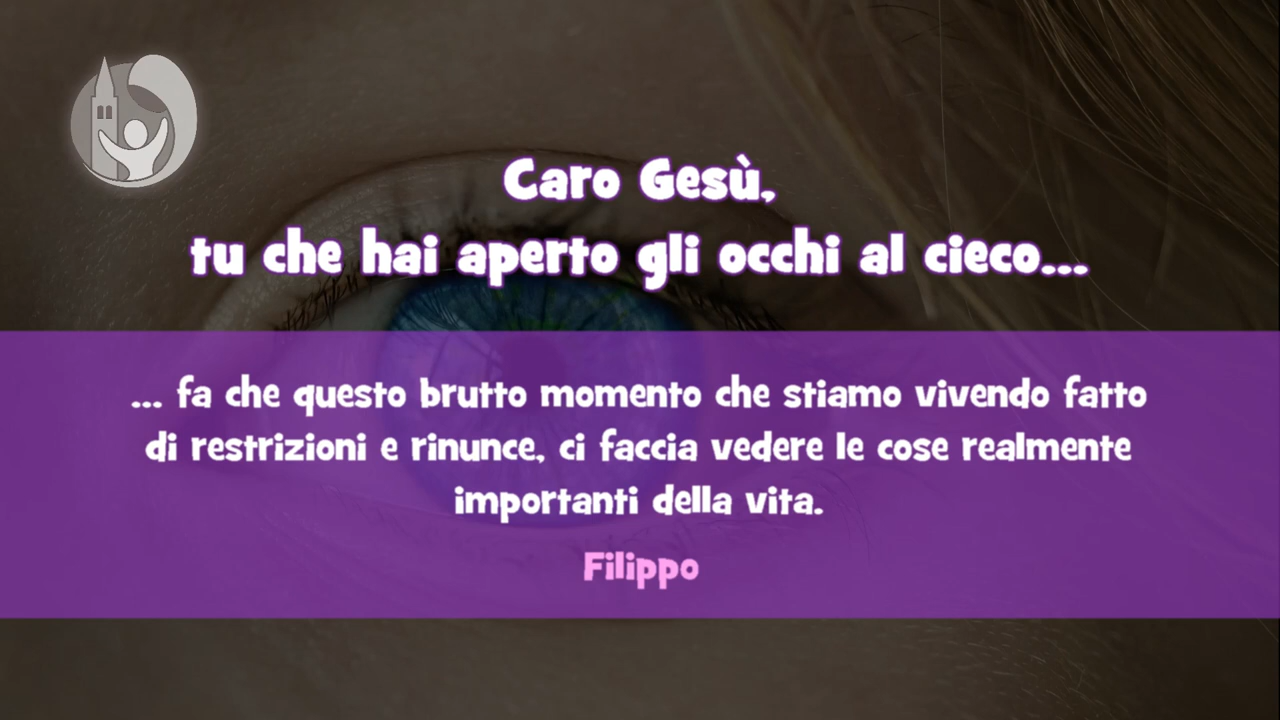 Caro Gesù,
tu che hai aperto gli occhi al cieco...
... fa che questo brutto momento che stiamo vivendo fatto
di restrizioni e rinunce, ci faccia vedere le cose realmente
importanti della vita.
Filippo